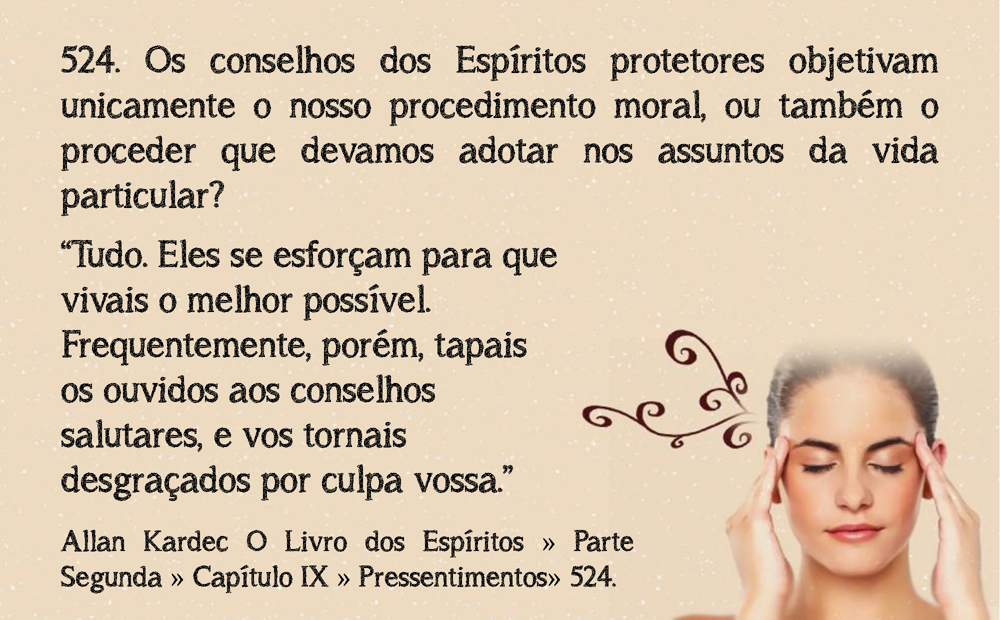 524. Os conselhos dos Espíritos protetores objetivam
unicamente o nosso procedimento moral, ou também o
proceder que devamos adotar nos assuntos da vida
particular?
“Tudo. Eles se esforçam para que
vivais o melhor possível.
Frequentemente, porém, tapais
os ouvidos aos conselhos
salutares, e vos tornais
desgraçados por culpa vossa.”
Allan Kardec O Livro dos Espíritos » Parte
Segunda » Capítulo IX » Pressentimentos» 524.